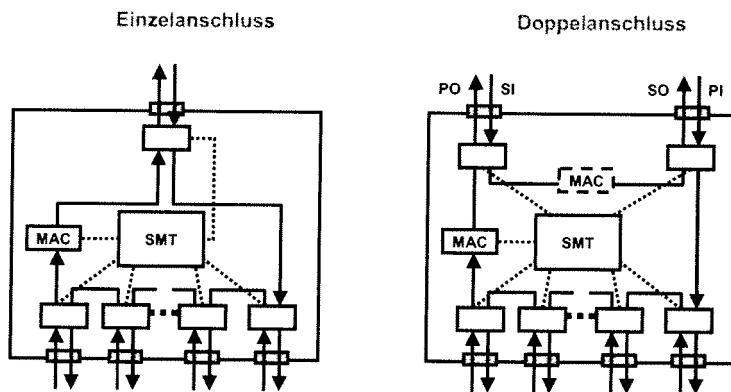 Einzelanschluss
Doppelanschluss
PO SI
SO PI
MAC
MAC
SMT
MAC
SMT